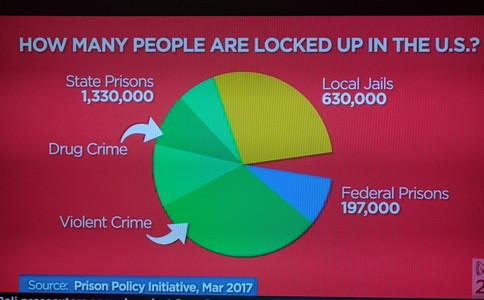 HOW MANY PEOPLE ARE LOCKED UP IN THE U.S.?
State Prisons
1,330,000
Local Jails
630,000
Drug Crime
Federal Prisons
197,000
Violent Crime
Source: Prison Policy Initiative, Mar 2017